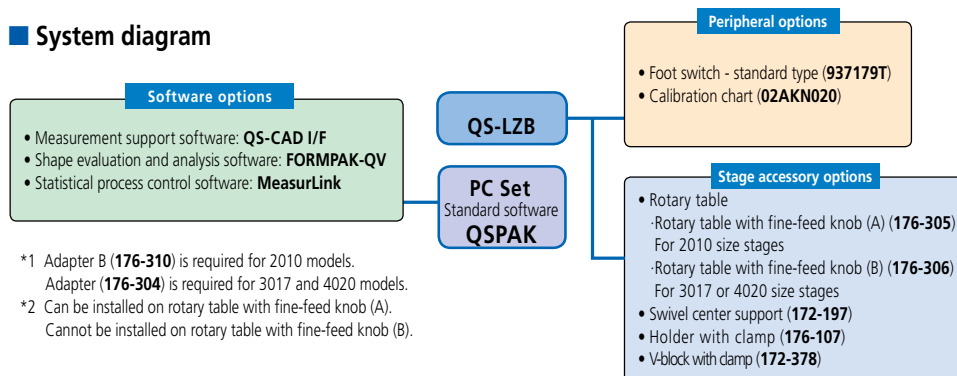 ■ System diagram
Software options
• Measurement support software: QS-CAD I/F
• Shape evaluation and analysis software: FORMPAK-QV
• Statistical process control software: MeasurLink
QS-LZB
PC Set
Standard software
QSPAK
Peripheral options
• Foot switch - standard type (937179T)
• Calibration chart (02AKN020)
Stage accessory options
• Rotary table
·Rotary table with fine-feed knob (A) (176-305)
For 2010 size stages
·Rotary table with fine-feed knob (B) (176-306)
For 3017 or 4020 size stages
• Swivel center support (172-197)
• Holder with clamp (176-107)
• V-block with clamp (172-378)
*1 Adapter B (176-310) is required for 2010 models.
Adapter (176-304) is required for 3017 and 4020 models.
*2 Can be installed on rotary table with fine-feed knob (A).
Cannot be installed on rotary table with fine-feed knob (B).